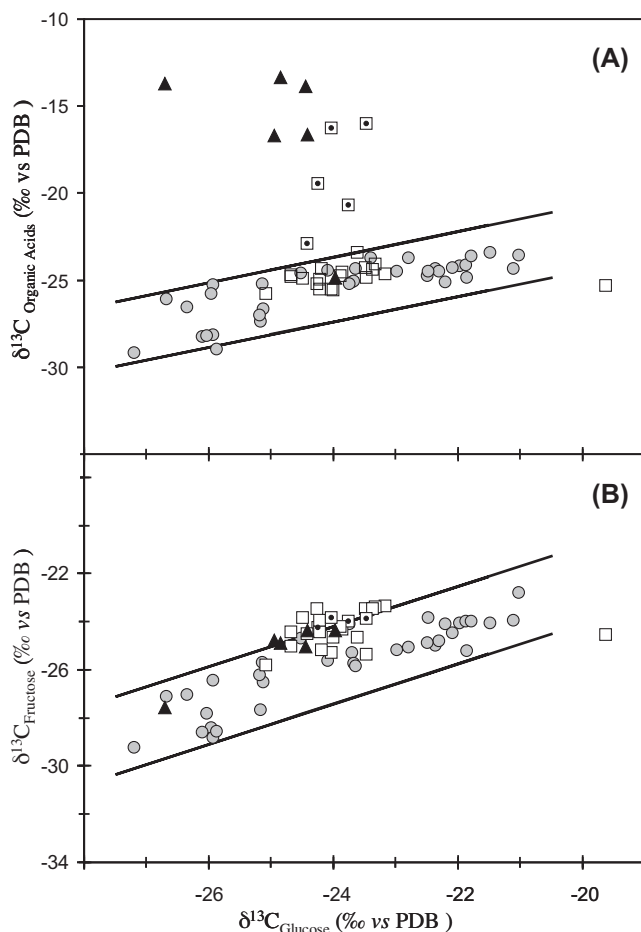 -10
(A)
-15
-20
-25
-30
δ¹³C Organic Acids (‰ vs PDB )
(B)
-22
-26
-30
-34
δ¹³C Fructose (‰ vs PDB )
-26
-24
-22
-20
δ¹³C Glucose (‰ vs PDB )